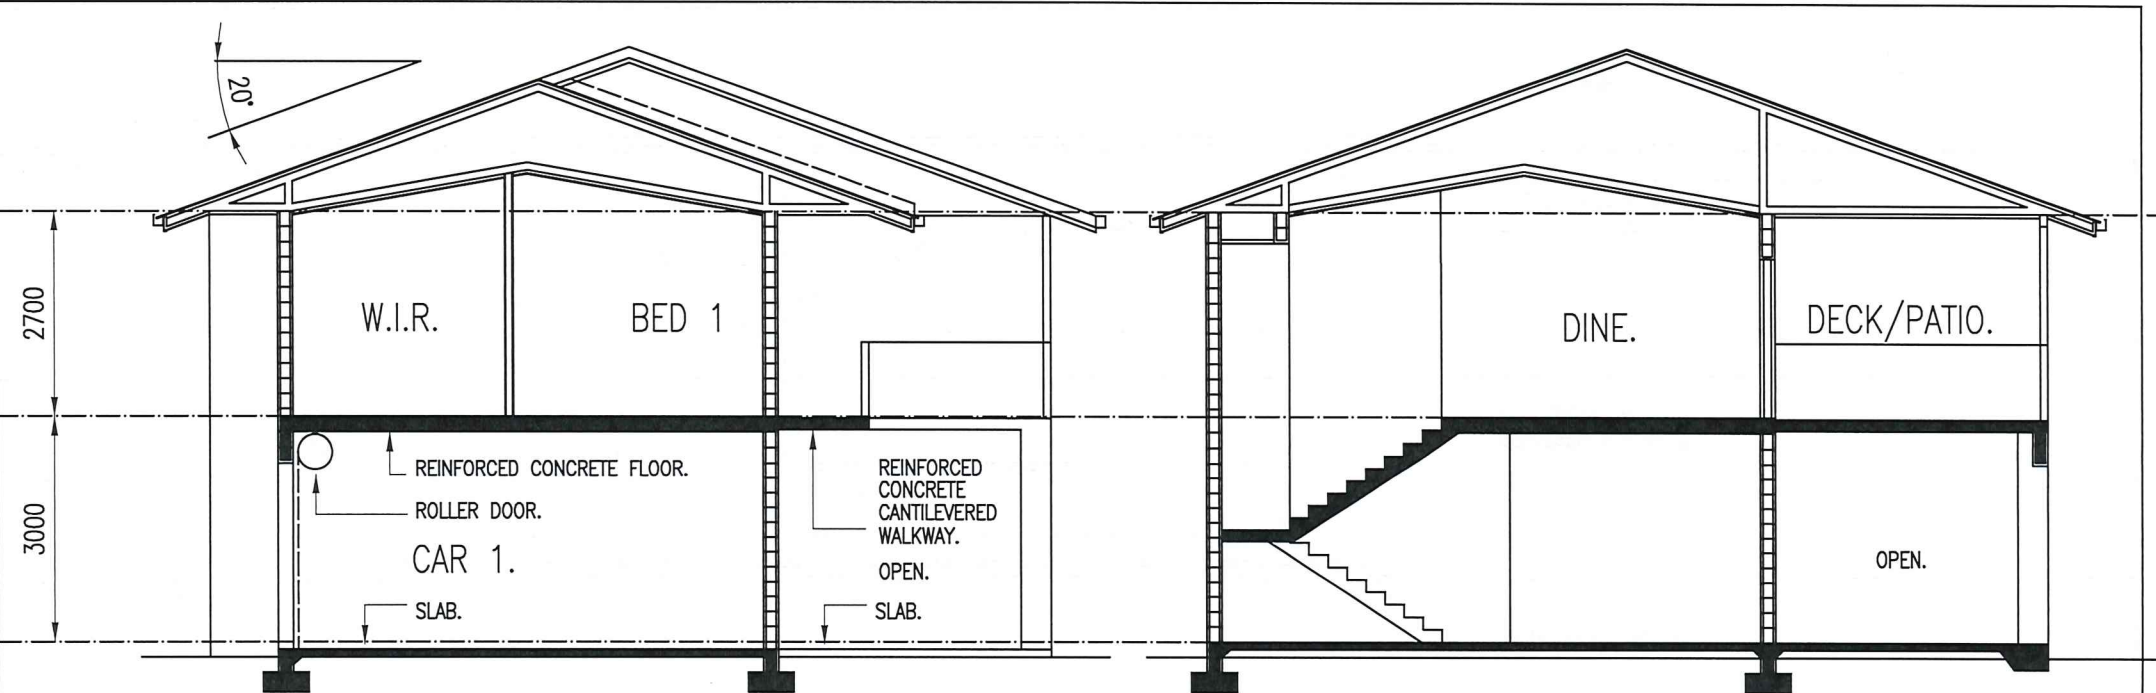 20°
2700
3000
W.I.R.
BED 1
REINFORCED CONCRETE FLOOR.
ROLLER DOOR.
CAR 1.
SLAB.
REINFORCED
CONCRETE
CANTILEVERED
WALKWAY.
OPEN.
SLAB.
DINE.
DECK/PATIO.
OPEN.